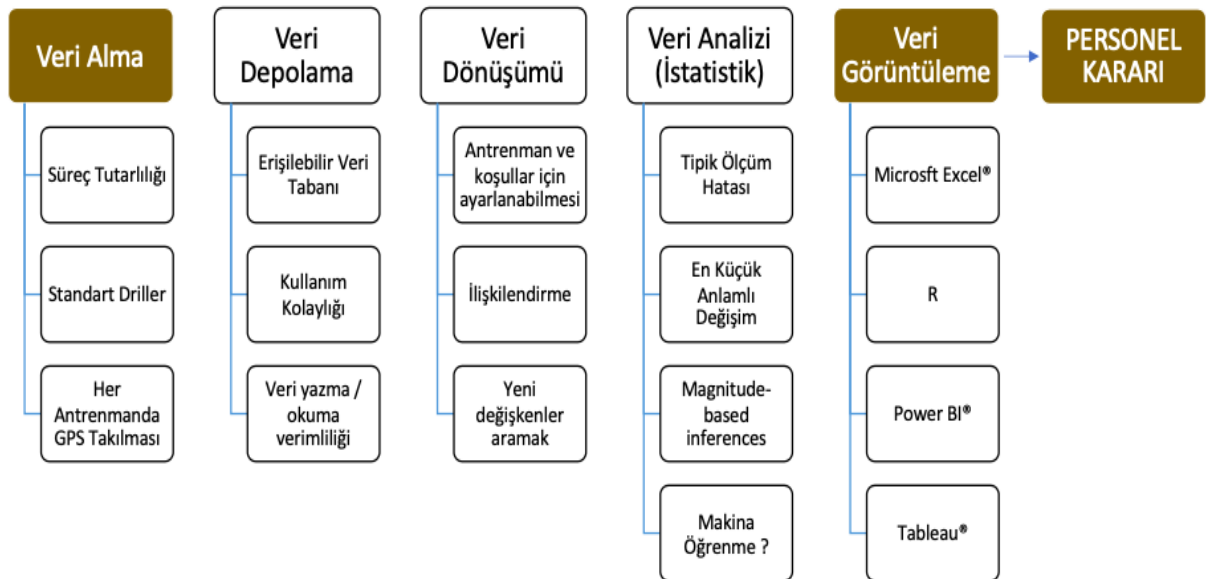 Veri Alma
Süreç Tutarlılığı
Standart Driller
Her
Antrenmanda
GPS Takılması
Veri
Depolama
Erişilebilir Veri
Tabanı
Kullanım
Kolaylığı
Veri yazma /
okuma
verimliliği
Veri
Dönüşümü
Antrenman ve
koşullar için
ayarlanabilmesi
İlişkilendirme
Yeni
değişkenler
aramak
Veri Analizi
(İstatistik)
Tipik Ölçüm
Hatası
En Küçük
Anlamlı
Değişim
Magnitude-
based
inferences
Makina
Öğrenme ?
Veri
Görüntüleme
Microsft Excel®
R
Power BI®
Tableau®
PERSONEL
KARARI